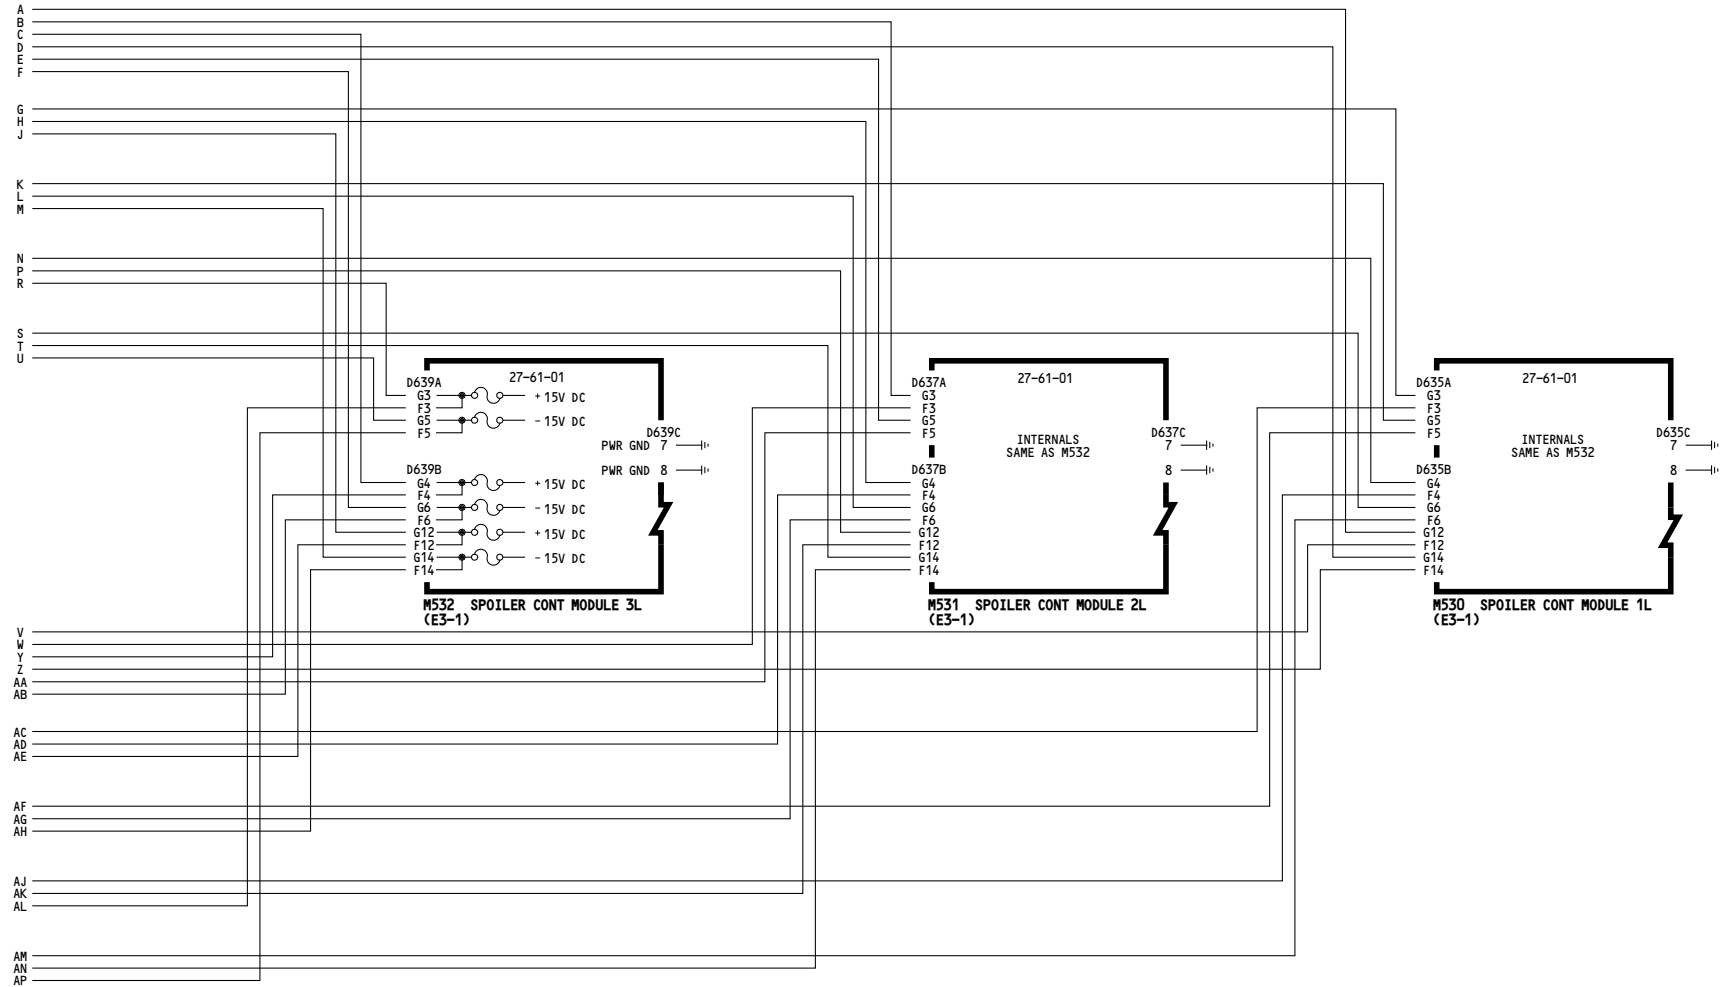 A
B
C
D
E
F
G
H
J
K
L
M
N
P
R
S
T
U
D639A
27-61-01
G3
+15V DC
F3
G5
-15V DC
F5
D639C
PWR GND 7
PWR GND 8
D639B
G4
+15V DC
F4
G6
-15V DC
F6
G12
+15V DC
F12
G14
-15V DC
F14
M532 SPOILER CONT MODULE 3L
(E3-1)
D637A
27-61-01
G3
F3
G5
F5
INTERNALS
SAME AS M532
D637C
7
8
D637B
G4
F4
G6
F6
G12
F12
G14
F14
M531 SPOILER CONT MODULE 2L
(E3-1)
D635A
27-61-01
G3
F3
G5
F5
INTERNALS
SAME AS M532
D635C
7
8
D635B
G4
F4
G6
F6
G12
F12
G14
F14
M530 SPOILER CONT MODULE 1L
(E3-1)
V
W
Y
Z
AA
AB
AC
AD
AE
AF
AG
AH
AJ
AK
AL
AM
AN
AP